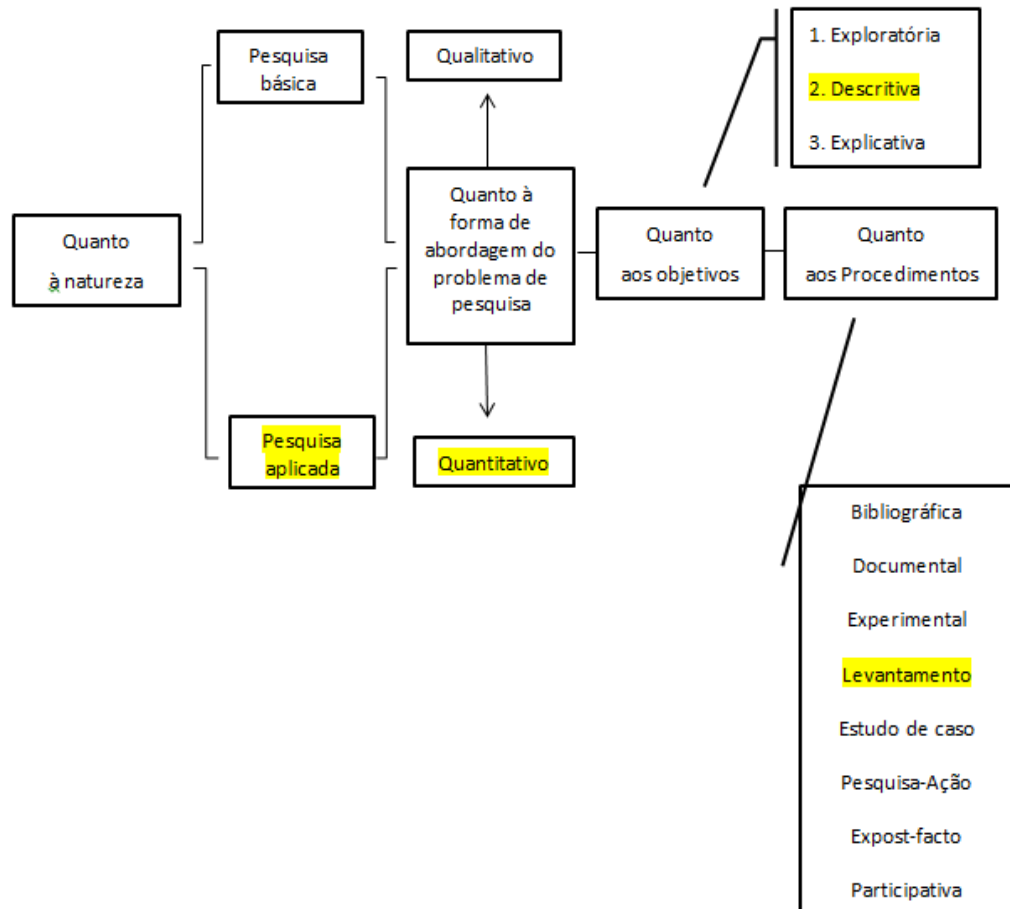 Quanto
à natureza
Pesquisa
básica
Pesquisa
aplicada
Qualitativo
Quanto à
forma de
abordagem do
problema de
pesquisa
Quantitativo
Quanto
aos objetivos
1. Exploratória
2. Descritiva
3. Explicativa
Quanto
aos Procedimentos
Bibliográfica
Documental
Experimental
Levantamento
Estudo de caso
Pesquisa-Ação
Expost-facto
Participativa